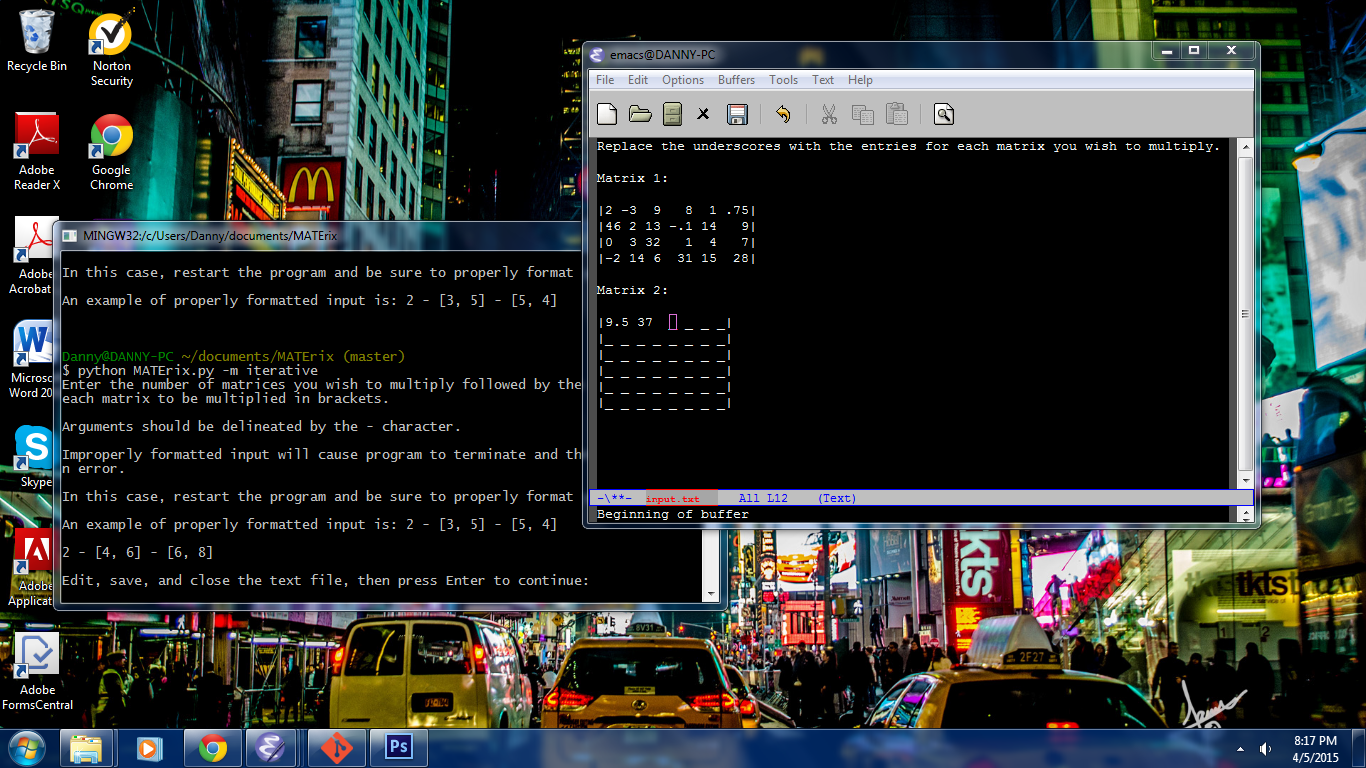 Recycle Bin
Norton
Security
Adobe
Reader X
Google
Chrome
Adobe
Acrobat
Microsoft
Word 20
Skype
Adobe
Applicat
Adobe
FormsCentral
MINGW32:/c/Users/Danny/documents/MATErix
In this case, restart the program and be sure to properly format
An example of properly formatted input is: 2 - [3, 5] - [5, 4]
Danny@DANNY-PC ~/documents/MATErix (master)
$ python MATErix.py -m iterative
Enter the number of matrices you wish to multiply followed by the
each matrix to be multiplied in brackets.
Arguments should be delineated by the - character.
Improperly formatted input will cause program to terminate and th
n error.
In this case, restart the program and be sure to properly format
An example of properly formatted input is: 2 - [3, 5] - [5, 4]
2 - [4, 6] - [6, 8]
Edit, save, and close the text file, then press Enter to continue:
emacs@DANNY-PC
File Edit Options Buffers Tools Text Help
Replace the underscores with the entries for each matrix you wish to multiply.
Matrix 1:
|2 -3  9   8  1 .75|
|46 2 13 -.1 14   9|
|0  3 32   1  4   7|
|-2 14 6  31 15  28|
Matrix 2:
|9.5 37  _ _ _ _|
|_ _ _ _ _ _ _ _|
|_ _ _ _ _ _ _ _|
|_ _ _ _ _ _ _ _|
|_ _ _ _ _ _ _ _|
|_ _ _ _ _ _ _ _|
-\**- input.txt All L12 (Text)
Beginning of buffer
kts
tkts
2F27
8V31
Ps
8:17 PM
4/5/2015